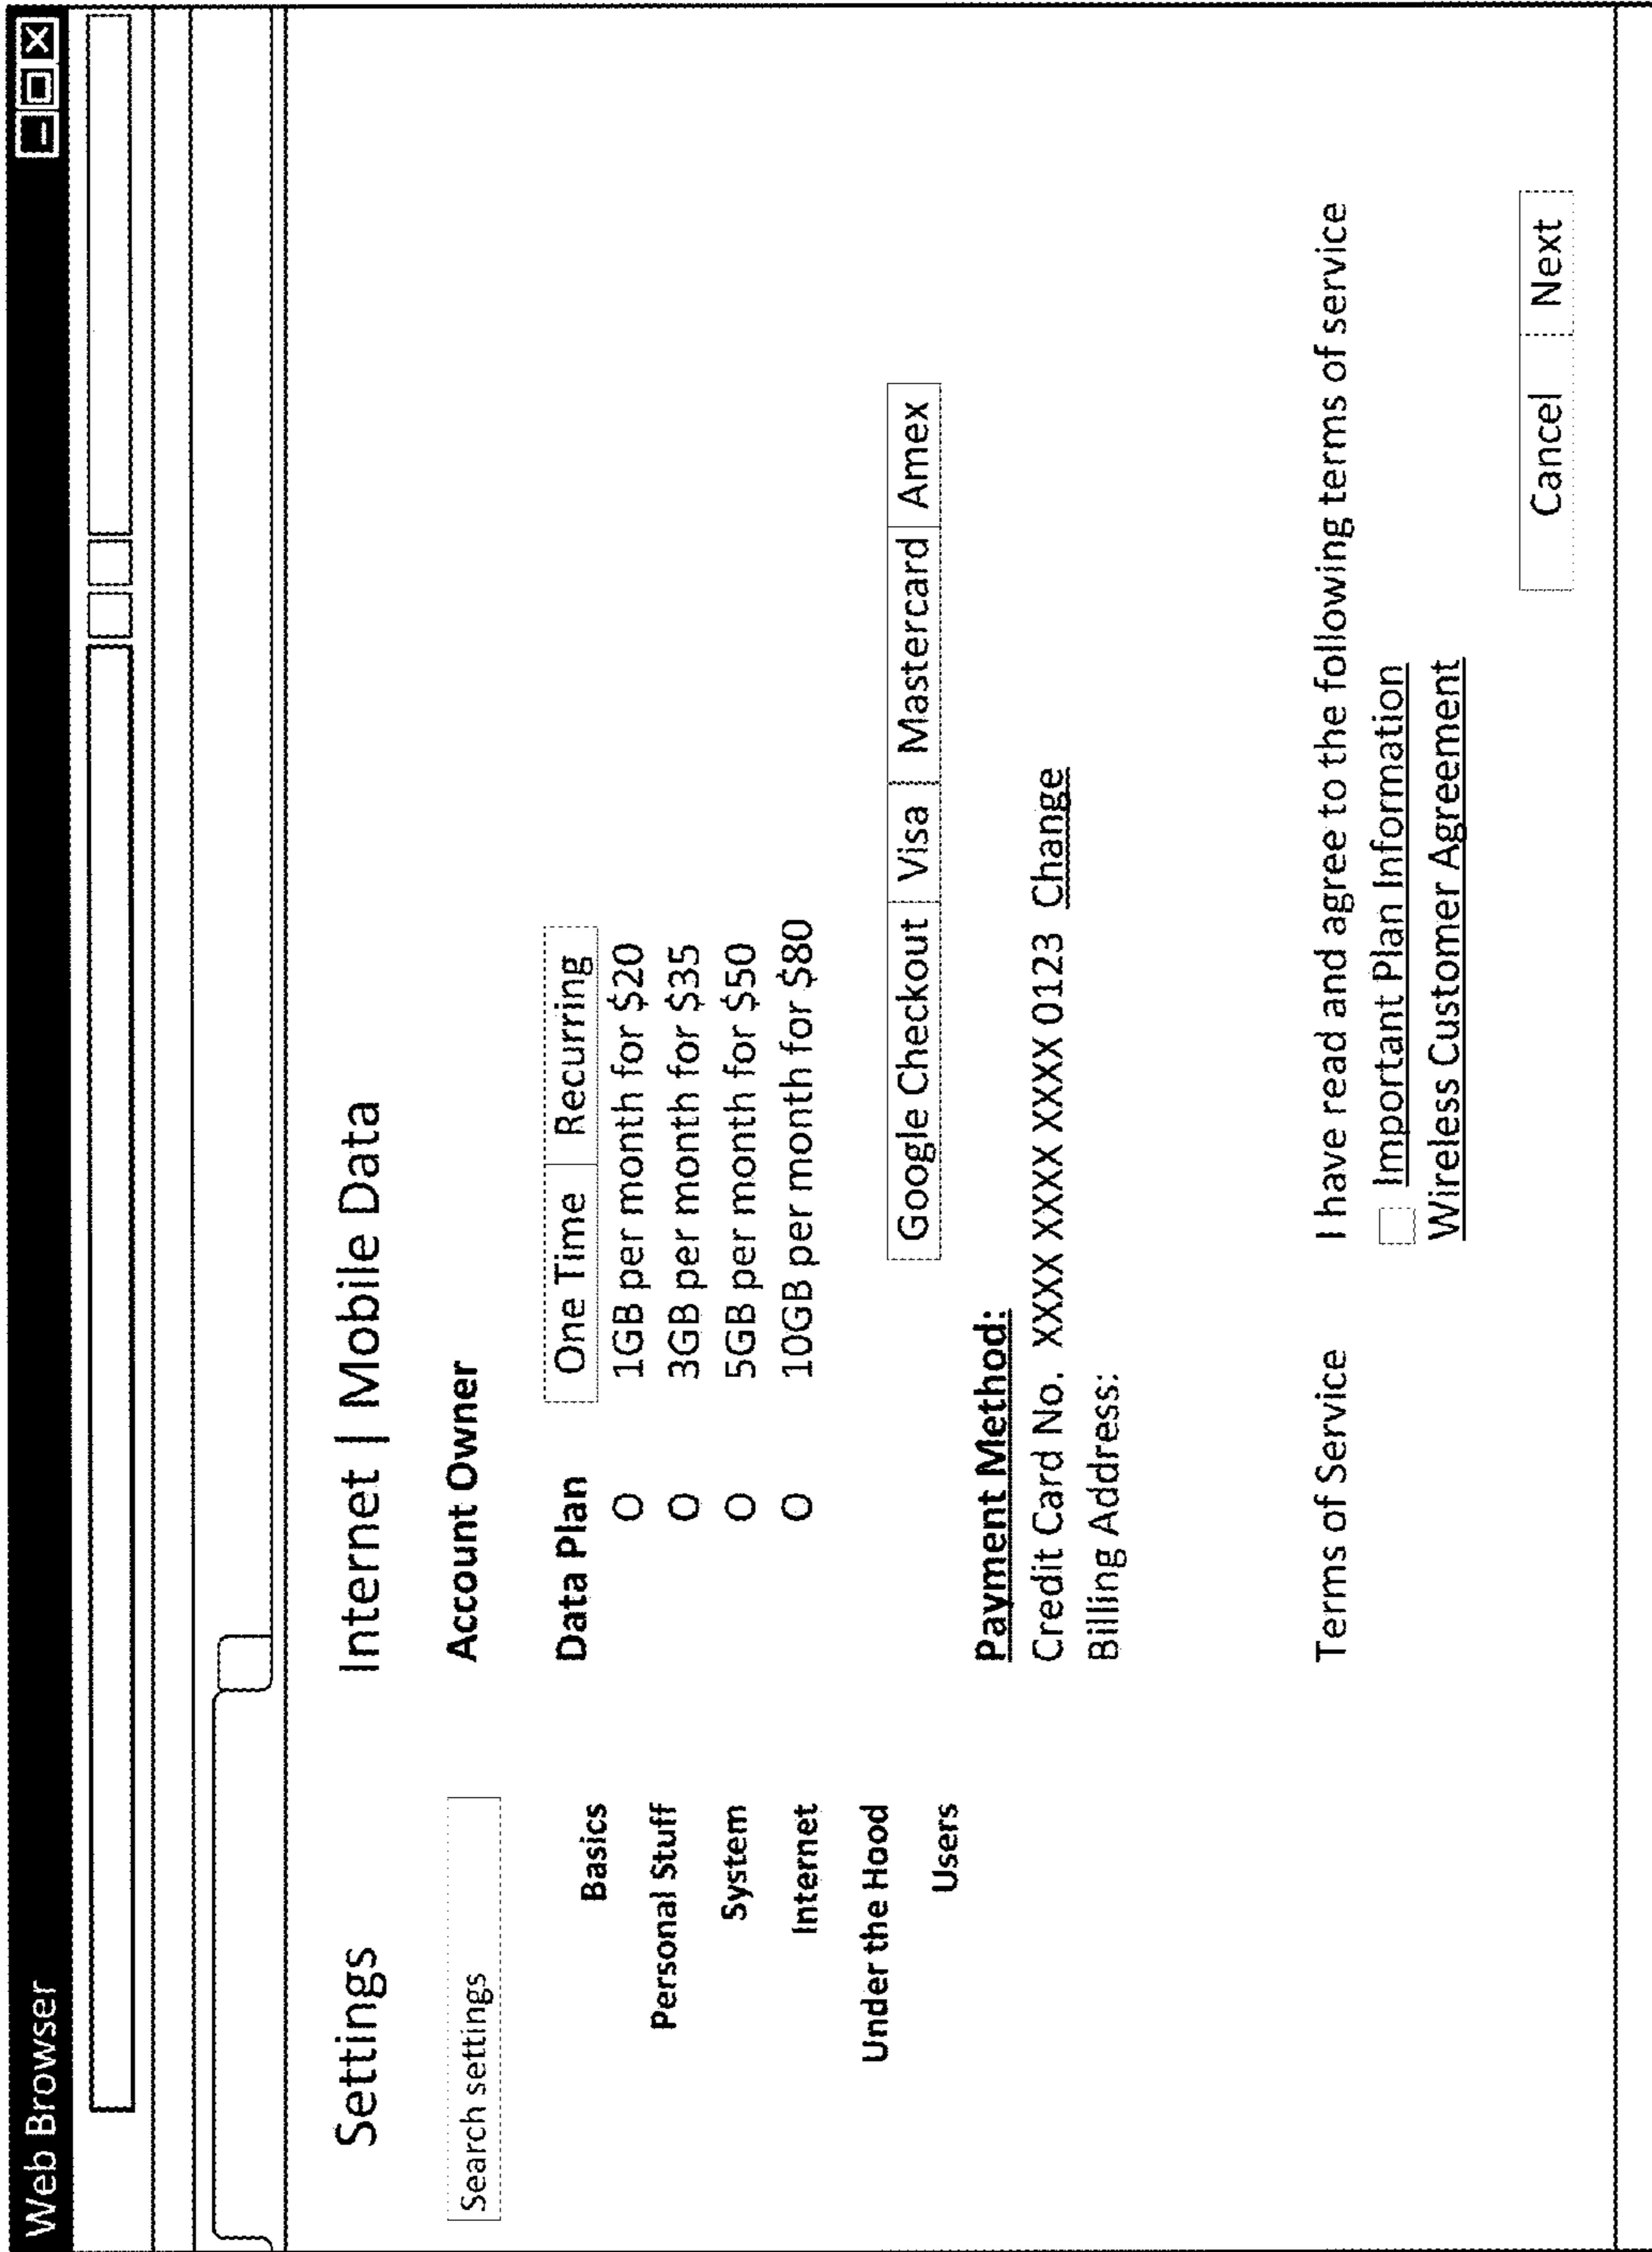 Web Browser
Settings
Search settings
Basics
Personal Stuff
System
Internet
Under the Hood
Users
Internet | Mobile Data
Account Owner
Data Plan One Time Recurring
O 1GB per month for $20
O 3GB per month for $35
O 5GB per month for $50
O 10GB per month for $80
Google Checkout Visa Mastercard Amex
Payment Method:
Credit Card No. XXXX XXXX XXXX XXXX 0123 Change
Billing Address:
Terms of Service I have read and agree to the following terms of service
Important Plan Information
Wireless Customer Agreement
Cancel Next